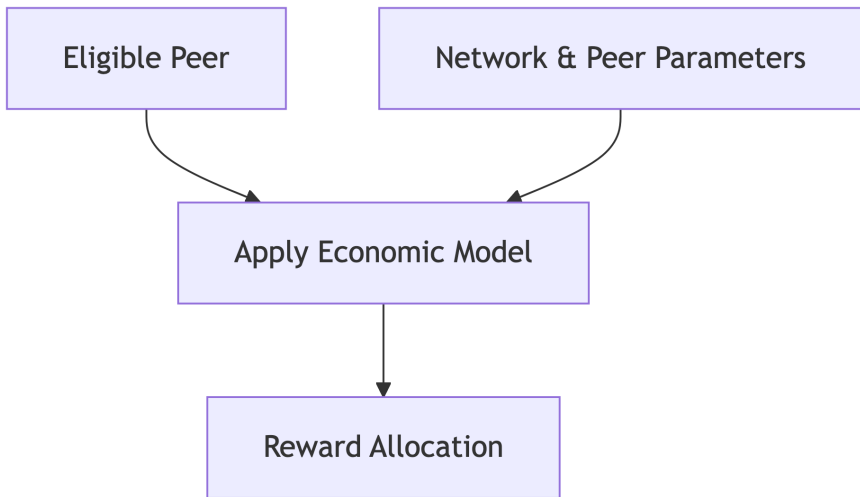 Eligible Peer
Network & Peer Parameters
Apply Economic Model
Reward Allocation